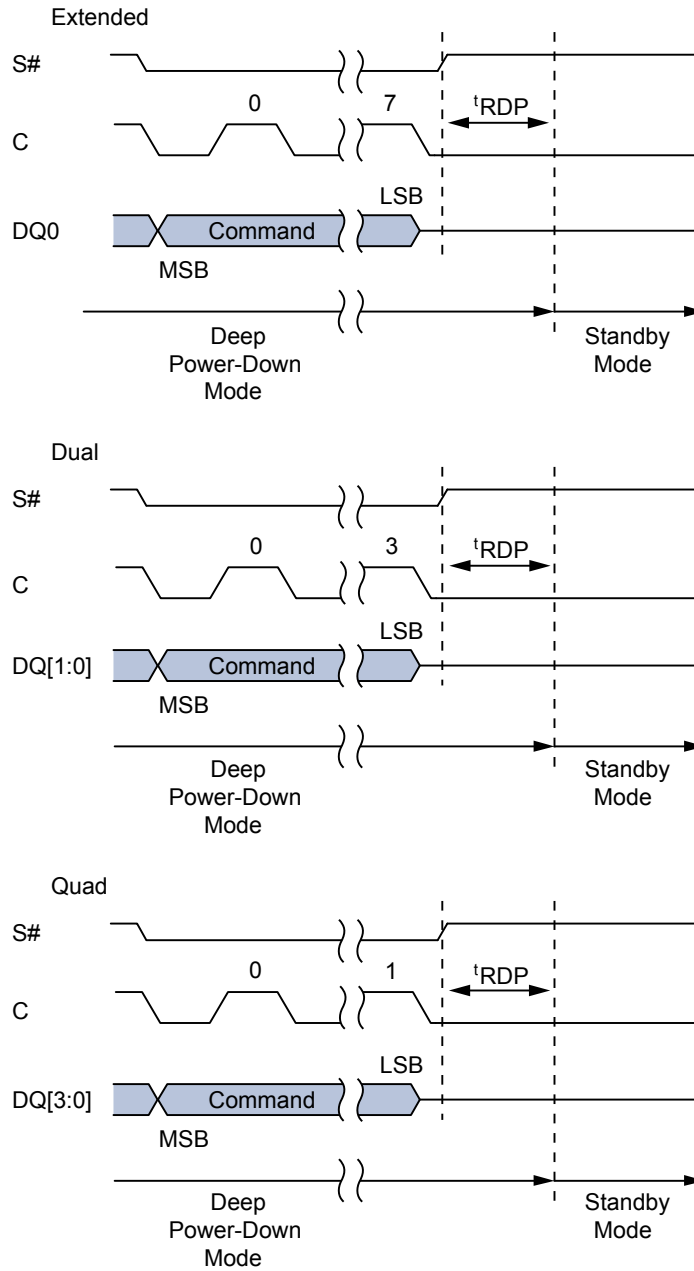 Extended
S#
0 7
tRDP
C
LSB
DQ0 Command
MSB
Deep
Power-Down
Mode
Standby
Mode
Dual
S#
0 3
tRDP
C
LSB
DQ[1:0] Command
MSB
Deep
Power-Down
Mode
Standby
Mode
Quad
S#
0 1
tRDP
C
LSB
DQ[3:0] Command
MSB
Deep
Power-Down
Mode
Standby
Mode